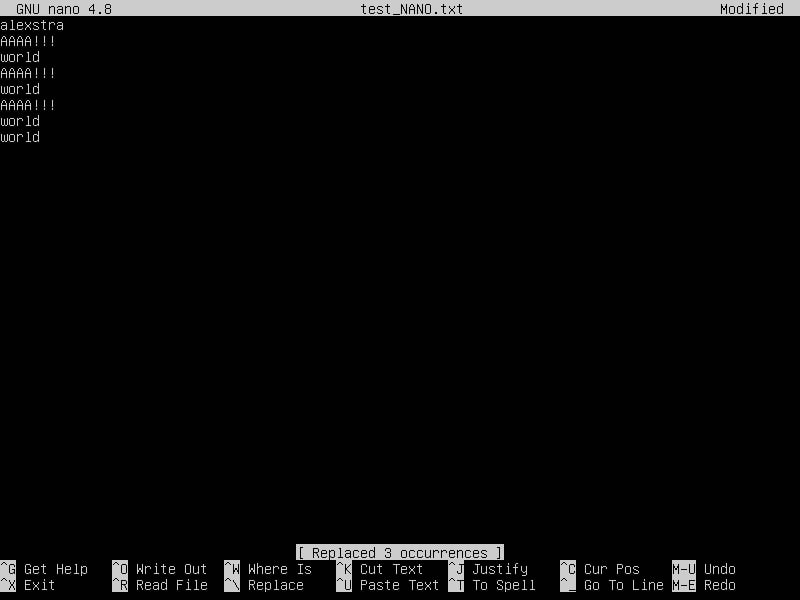 GNU nano 4.8 test_NANO.txt Modified
alexstra
AAAA!!!
world
AAAA!!!
world
AAAA!!!
world
world
[ Replaced 3 occurrences ]
^G Get Help ^O Write Out ^W Where Is ^K Cut Text ^J Justify ^C Cur Pos M-U Undo
^X Exit ^R Read File ^\ Replace ^U Paste Text ^T To Spell ^_ Go To Line M-E Redo